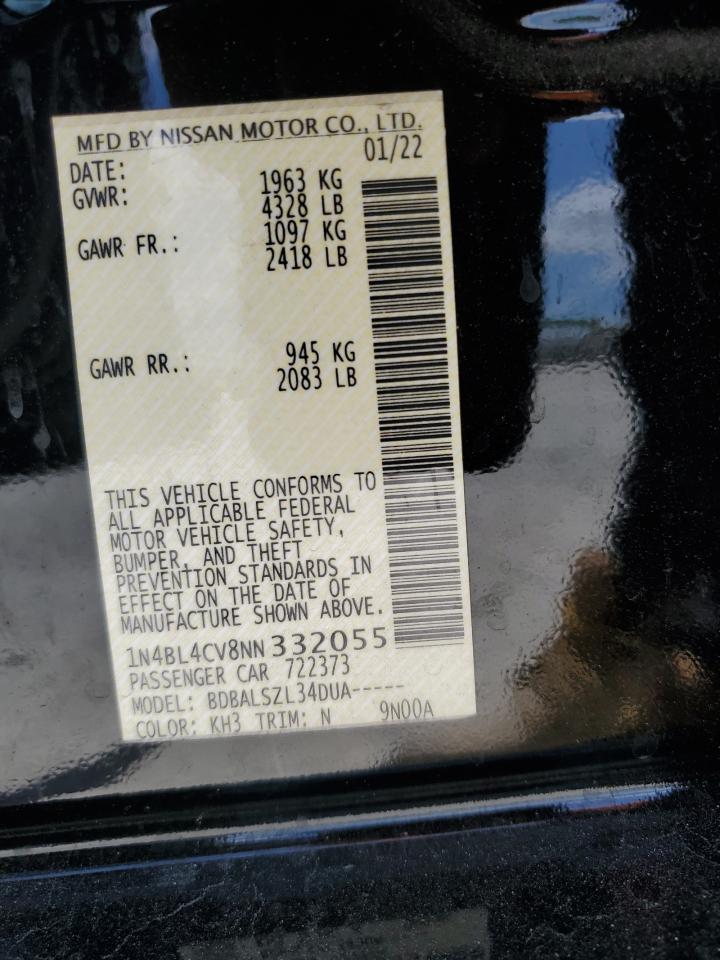 MFD BY NISSAN MOTOR CO., LTD.
DATE: 01/22
GVWR: 1963 KG
4328 LB
GAWR FR.: 1097 KG
2418 LB
GAWR RR.: 945 KG
2083 LB
THIS VEHICLE CONFORMS TO
ALL APPLICABLE FEDERAL
MOTOR VEHICLE SAFETY,
BUMPER, AND THEFT
PREVENTION STANDARDS IN
EFFECT ON THE DATE OF
MANUFACTURE SHOWN ABOVE.
1N4BL4CV8NN332055
PASSENGER CAR 722373
MODEL: BDBALSZL34DUA-----
COLOR: KH3 TRIM: N 9N00A